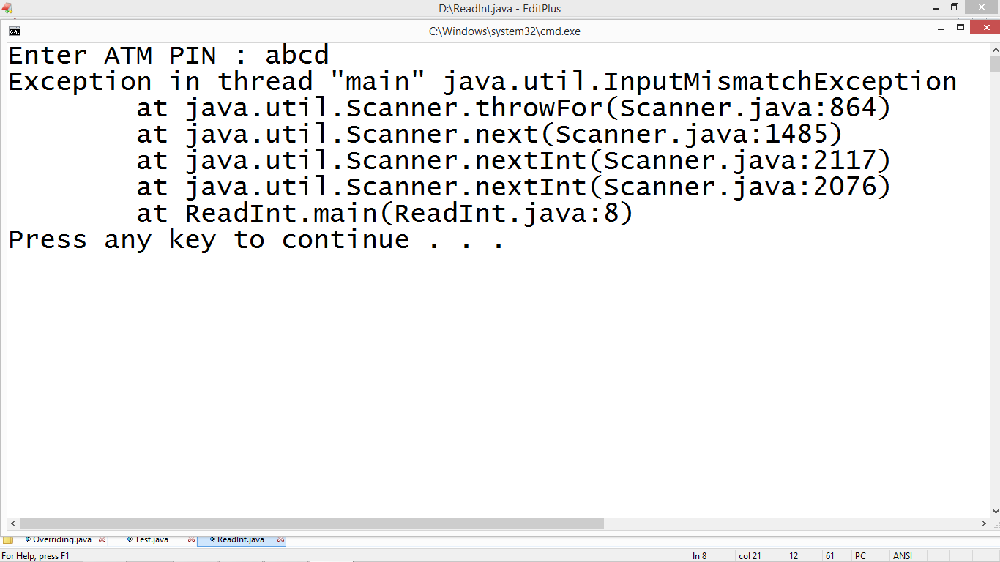 D:\ReadInt.java - EditPlus
C:\Windows\system32\cmd.exe
Enter ATM PIN : abcd
Exception in thread "main" java.util.InputMismatchException
at java.util.Scanner.throwFor(Scanner.java:864)
at java.util.Scanner.next(Scanner.java:1485)
at java.util.Scanner.nextInt(Scanner.java:2117)
at java.util.Scanner.nextInt(Scanner.java:2076)
at ReadInt.main(ReadInt.java:8)
Press any key to continue . . .
Overriding.java Test.java ReadInt.java
For Help, press F1 ln 8 col 21 12 61 PC ANSI